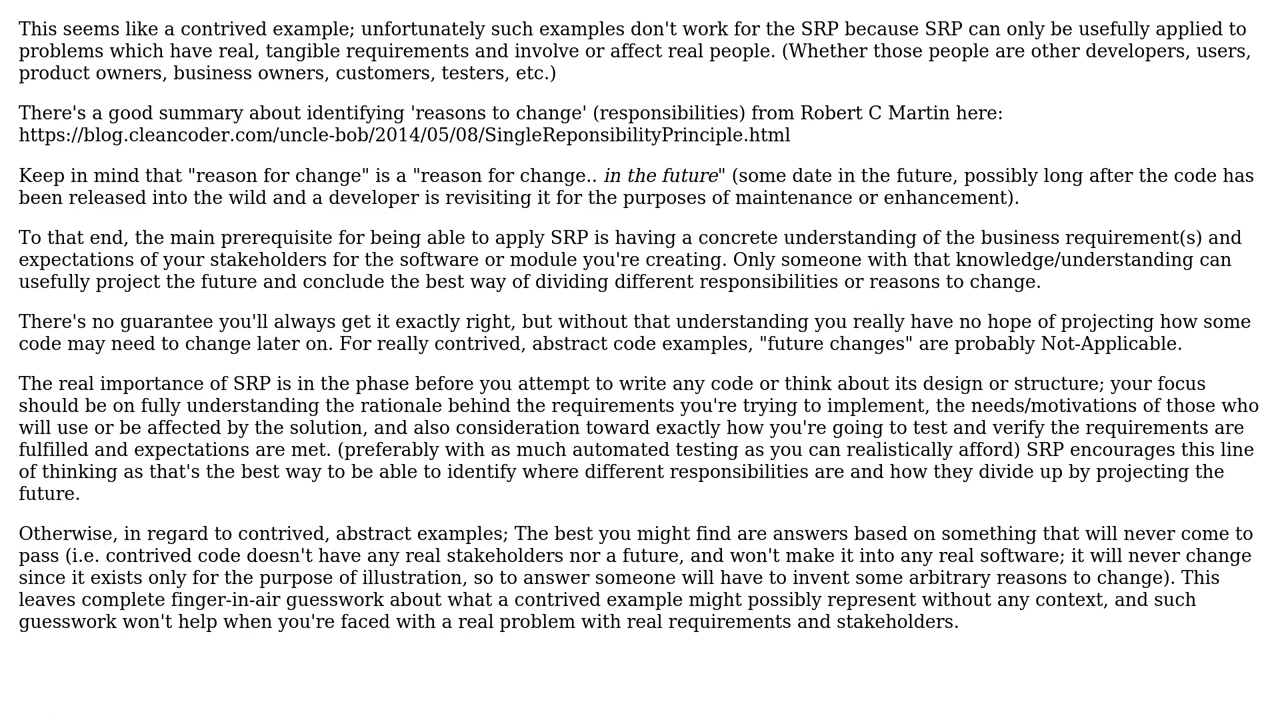 This seems like a contrived example; unfortunately such examples don't work for the SRP because SRP can only be usefully applied to
problems which have real, tangible requirements and involve or affect real people. (Whether those people are other developers, users,
product owners, business owners, customers, testers, etc.)
There's a good summary about identifying 'reasons to change' (responsibilities) from Robert C Martin here:
https://blog.cleancoder.com/uncle-bob/2014/05/08/SingleReponsibilityPrinciple.html
Keep in mind that "reason for change" is a "reason for change.. in the future" (some date in the future, possibly long after the code has
been released into the wild and a developer is revisiting it for the purposes of maintenance or enhancement).
To that end, the main prerequisite for being able to apply SRP is having a concrete understanding of the business requirement(s) and
expectations of your stakeholders for the software or module you're creating. Only someone with that knowledge/understanding can
usefully project the future and conclude the best way of dividing different responsibilities or reasons to change.
There's no guarantee you'll always get it exactly right, but without that understanding you really have no hope of projecting how some
code may need to change later on. For really contrived, abstract code examples, "future changes" are probably Not-Applicable.
The real importance of SRP is in the phase before you attempt to write any code or think about its design or structure; your focus
should be on fully understanding the rationale behind the requirements you're trying to implement, the needs/motivations of those who
will use or be affected by the solution, and also consideration toward exactly how you're going to test and verify the requirements are
fulfilled and expectations are met. (preferably with as much automated testing as you can realistically afford) SRP encourages this line
of thinking as that's the best way to be able to identify where different responsibilities are and how they divide up by projecting the
future.
Otherwise, in regard to contrived, abstract examples; The best you might find are answers based on something that will never come to
pass (i.e. contrived code doesn't have any real stakeholders nor a future, and won't make it into any real software; it will never change
since it exists only for the purpose of illustration, so to answer someone will have to invent some arbitrary reasons to change). This
leaves complete finger-in-air guesswork about what a contrived example might possibly represent without any context, and such
guesswork won't help when you're faced with a real problem with real requirements and stakeholders.